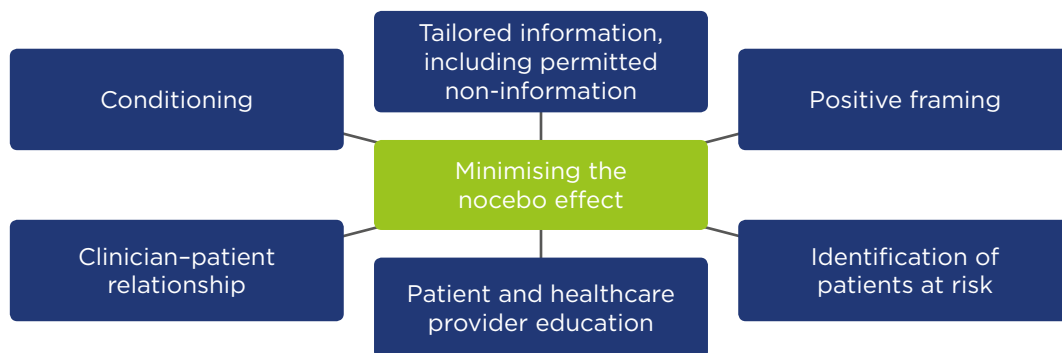 Tailored information,
including permitted
non-information
Conditioning
Positive framing
Minimising the
nocebo effect
Clinician–patient
relationship
Identification of
patients at risk
Patient and healthcare
provider education